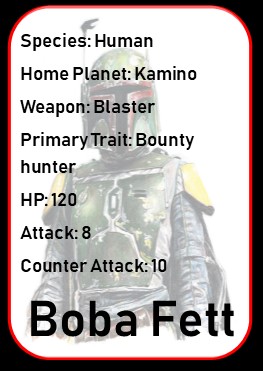 Species: Human
Home Planet: Kamino
Weapon: Blaster
Primary Trait: Bounty
hunter
HP: 120
Attack: 8
Counter Attack: 10
Boba Fett